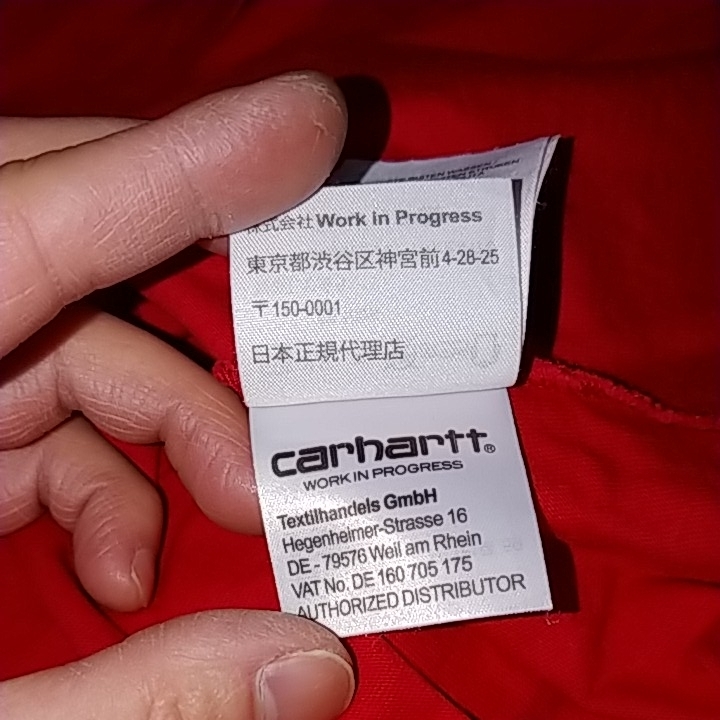 株式会社 Work in Progress
東京都渋谷区神宮前4-28-25
〒150-0001
日本正規代理店
carhartt®
WORK IN PROGRESS
Textilhandels GmbH
Hegenheimer-Strasse 16
DE - 79576 Weil am Rhein
VAT No. DE 160 705 175
AUTHORIZED DISTRIBUTOR